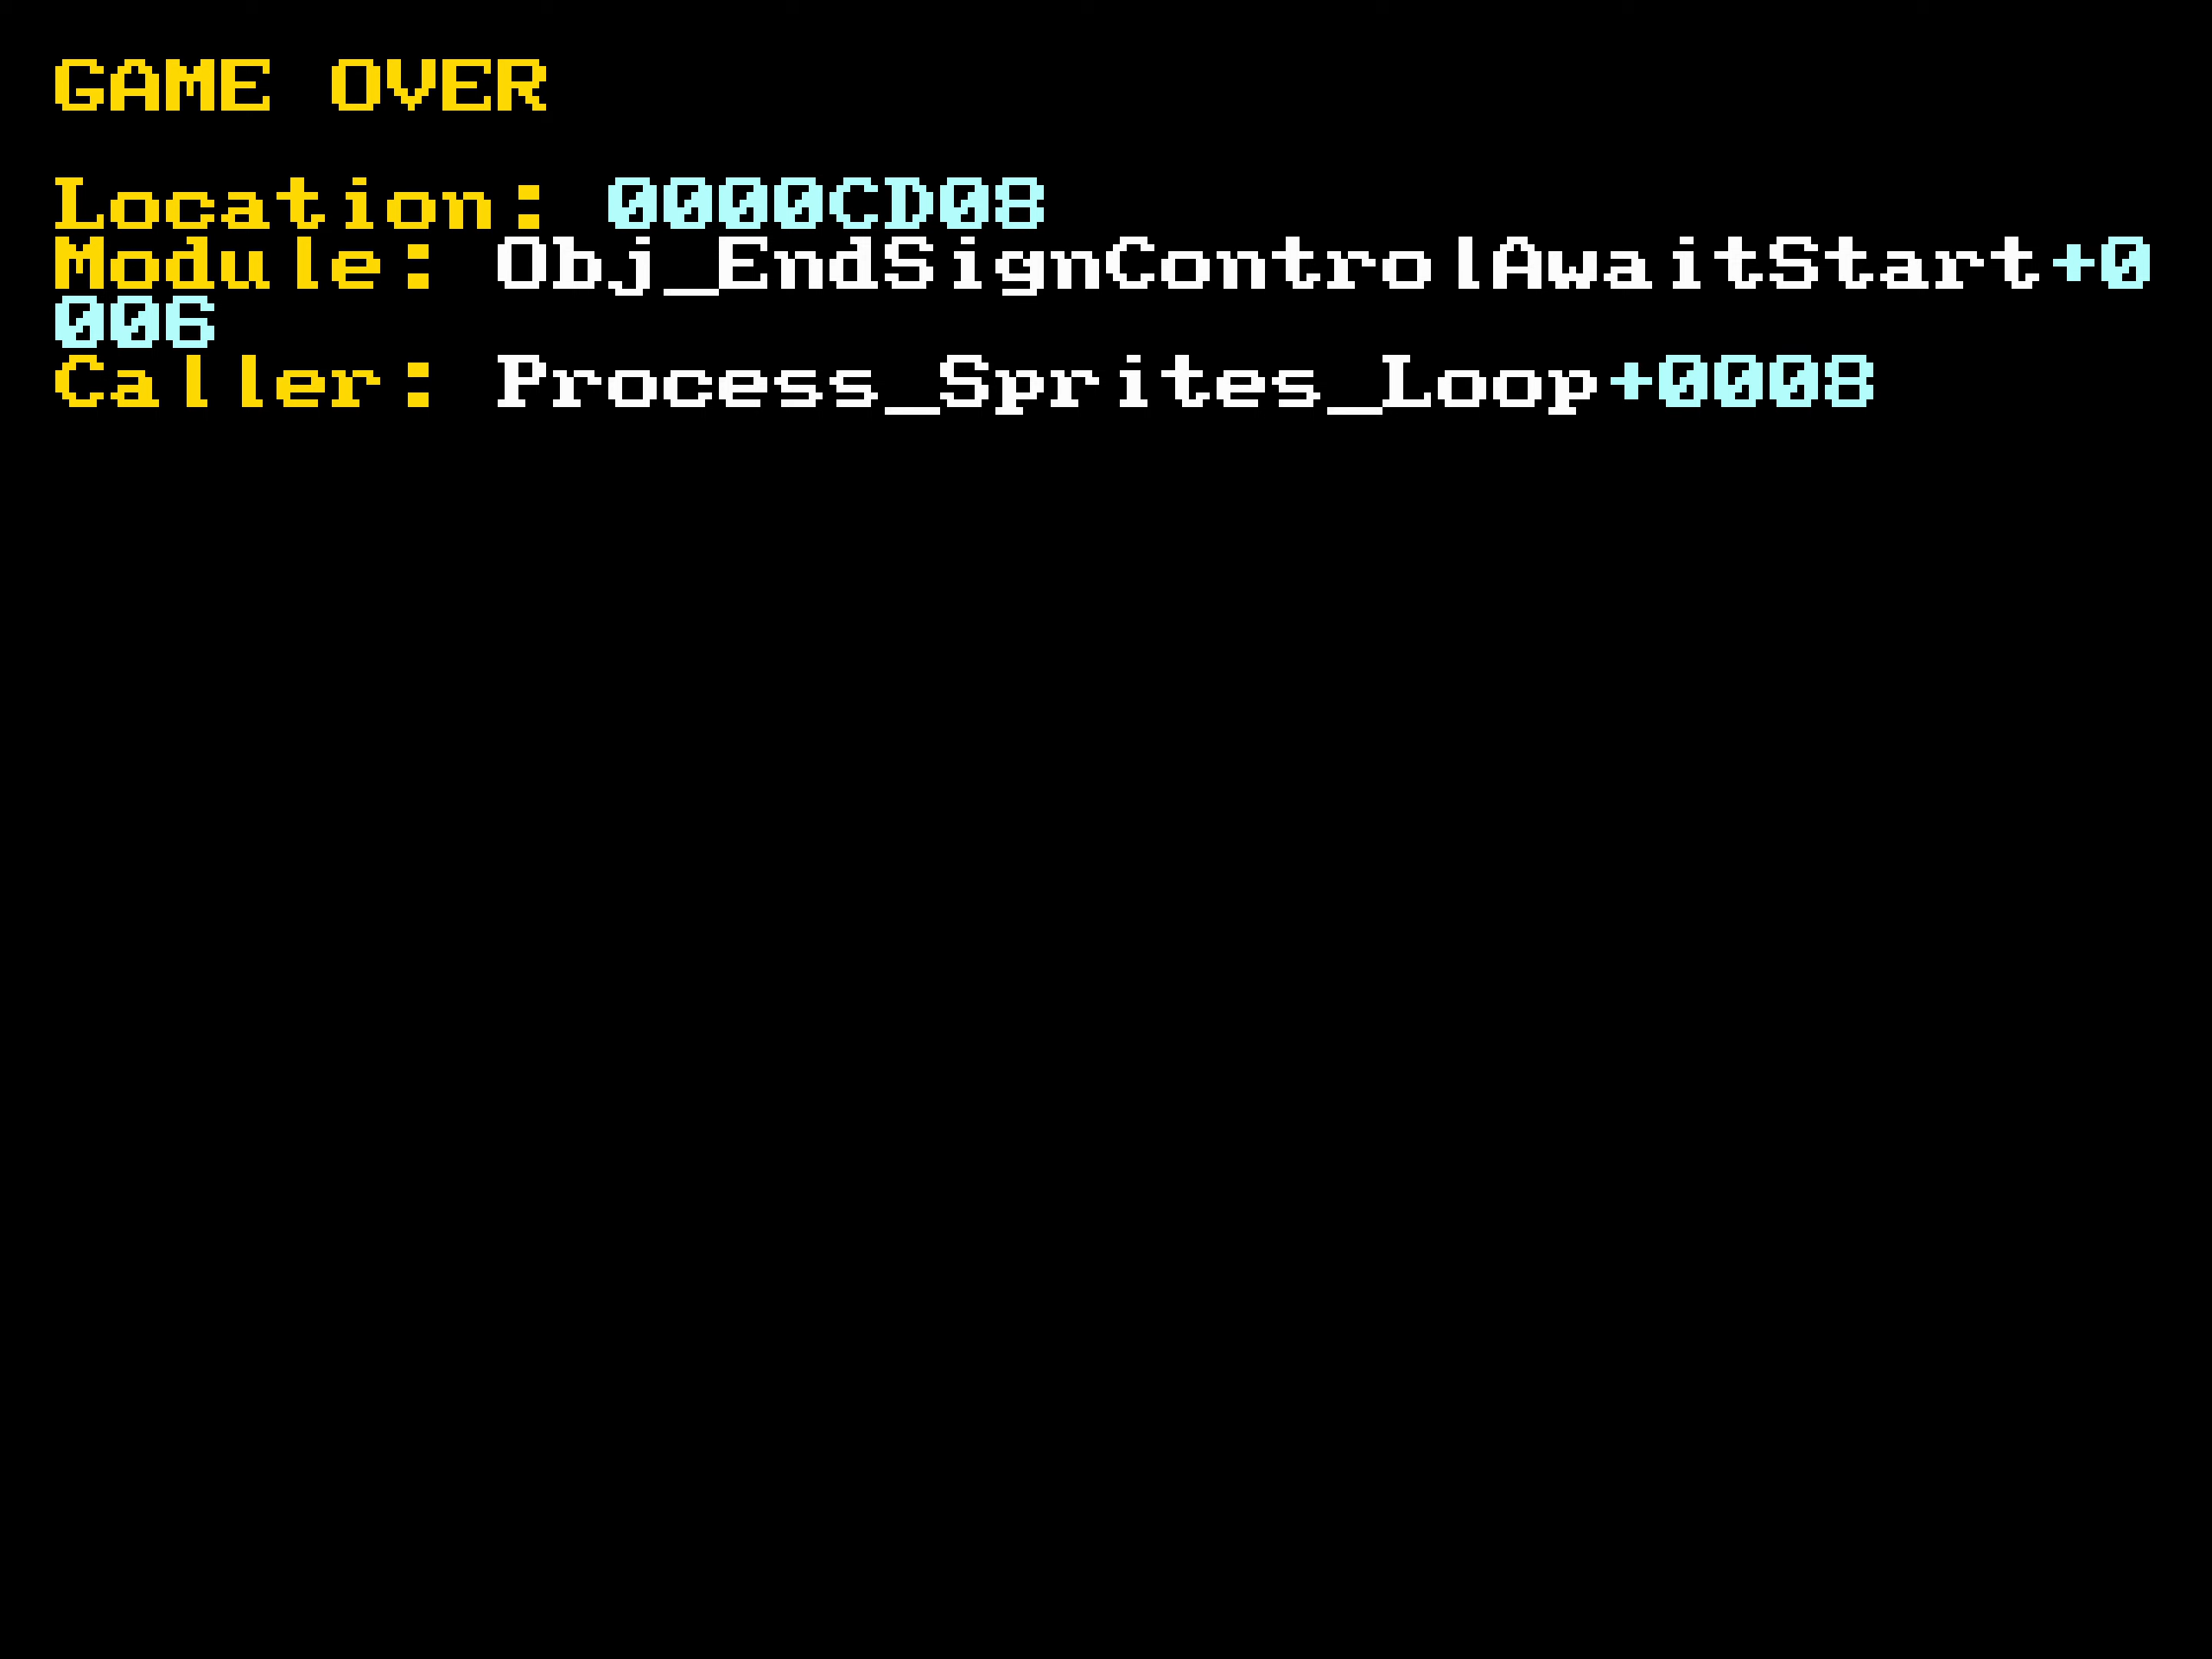 GAME OVER
Location: 0000CD08
Module: Obj_EndSignControlAwaitStart+0
006
Caller: Process_Sprites_Loop+0008